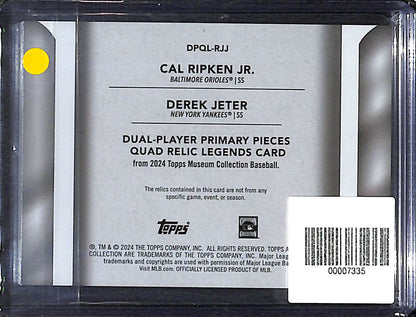 DPQL-RJJ
CAL RIPKEN JR.
BALTIMORE ORIOLES® | SS
DEREK JETER
NEW YORK YANKEES® | SS
DUAL-PLAYER PRIMARY PIECES
QUAD RELIC LEGENDS CARD
from 2024 Topps Museum Collection Baseball.
The relics contained in this card are not from any
specific game, event, or season.
Topps
®, TM & © 2024 THE TOPPS COMPANY, INC. ALL RIGHTS RESERVED. TOPPS A
COLLECTION ARE TRADEMARKS OF THE TOPPS COMPANY, INC. Major Leag
trademarks and copyrights are used with permission of Major League Ba
Visit MLB.com. OFFICIALLY LICENSED PRODUCT OF MLB.
00007335